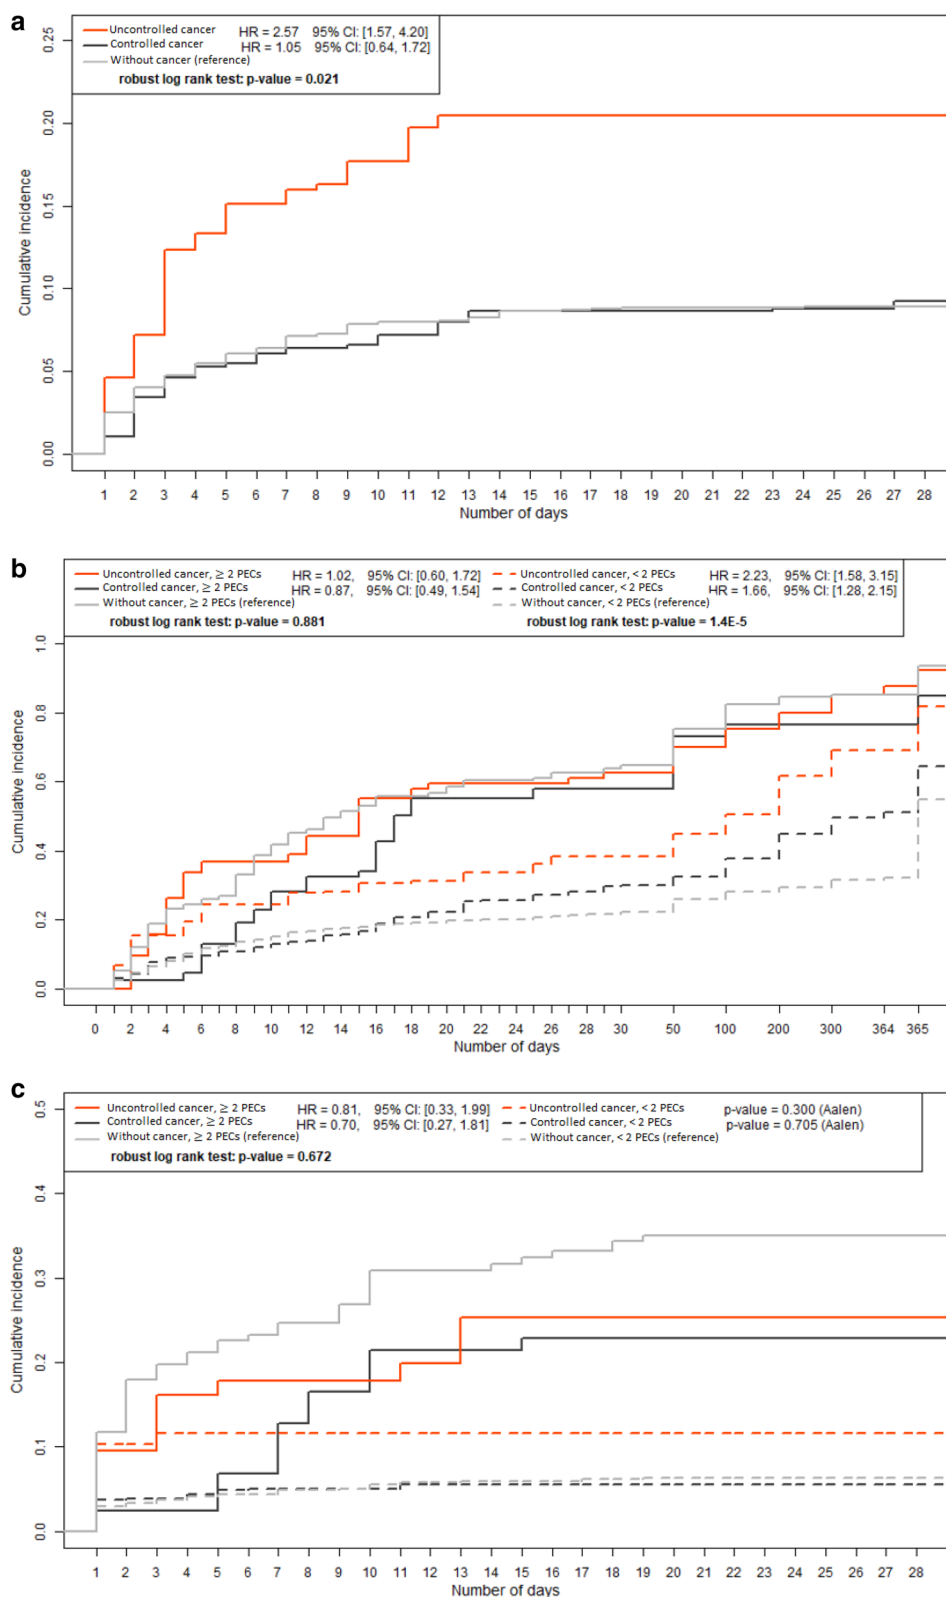 a
Uncontrolled cancer HR = 2.57 95% CI: [1.57, 4.20]
Controlled cancer HR = 1.05 95% CI: [0.64, 1.72]
Without cancer (reference)
robust log rank test: p-value = 0.021
Cumulative incidence
0.25
0.20
0.15
0.10
0.05
0.00
1 2 3 4 5 6 7 8 9 10 11 12 13 14 15 16 17 18 19 20 21 22 23 24 25 26 27 28
Number of days
b
Uncontrolled cancer, ≥ 2 PECs HR = 1.02, 95% CI: [0.60, 1.72] Uncontrolled cancer, < 2 PECs HR = 2.23, 95% CI: [1.58, 3.15]
Controlled cancer, ≥ 2 PECs HR = 0.87, 95% CI: [0.49, 1.54] Controlled cancer, < 2 PECs HR = 1.66, 95% CI: [1.28, 2.15]
Without cancer, ≥ 2 PECs (reference) Without cancer, < 2 PECs (reference)
robust log rank test: p-value = 0.881 robust log rank test: p-value = 1.4E-5
Cumulative incidence
1.0
0.8
0.6
0.4
0.2
0.0
0 2 4 6 8 10 12 14 16 18 20 22 24 26 28 30 50 100 200 300 364 365
Number of days
c
Uncontrolled cancer, ≥ 2 PECs HR = 0.81, 95% CI: [0.33, 1.99] Uncontrolled cancer, < 2 PECs p-value = 0.300 (Aalen)
Controlled cancer, ≥ 2 PECs HR = 0.70, 95% CI: [0.27, 1.81] Controlled cancer, < 2 PECs p-value = 0.705 (Aalen)
Without cancer, ≥ 2 PECs (reference) Without cancer, < 2 PECs (reference)
robust log rank test: p-value = 0.672
Cumulative incidence
0.5
0.4
0.3
0.2
0.1
0.0
1 2 3 4 5 6 7 8 9 10 11 12 13 14 15 16 17 18 19 20 21 22 23 24 25 26 27 28
Number of days